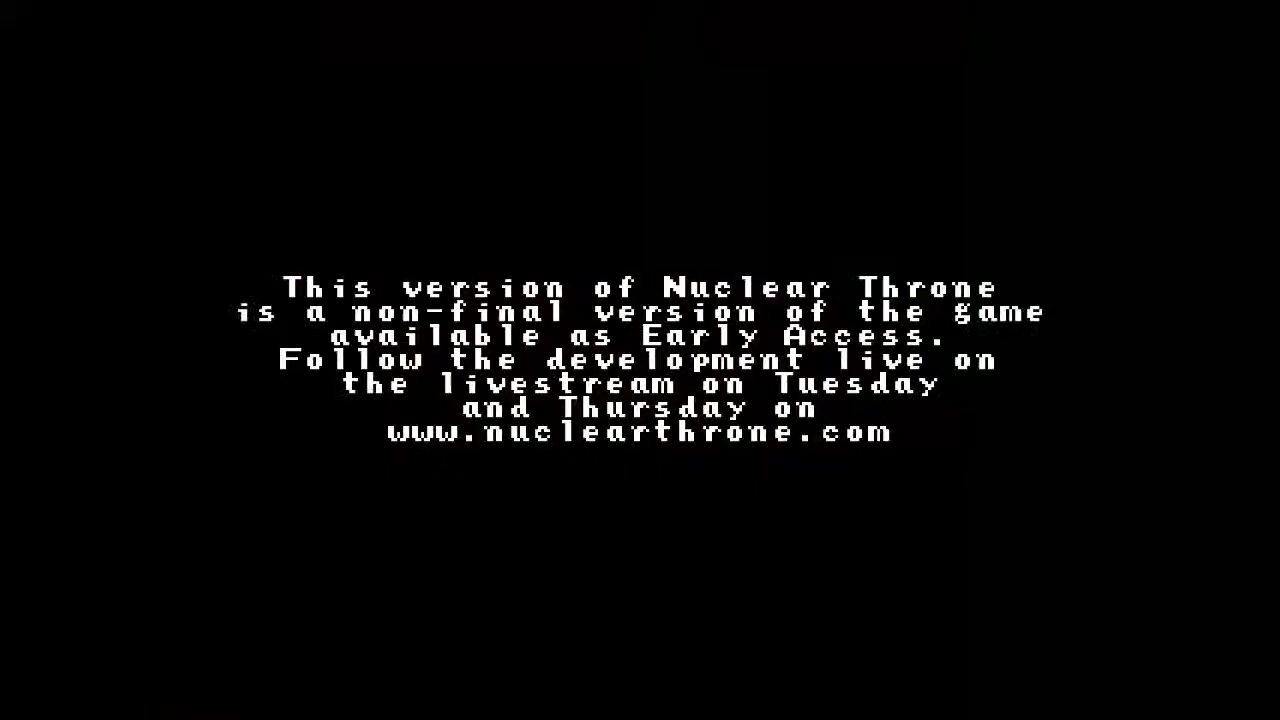 This version of Nuclear Throne
is a non-final version of the game
available as Early Access.
Follow the development live on
the livestream on Tuesday
and Thursday on
www.nuclearthrone.com